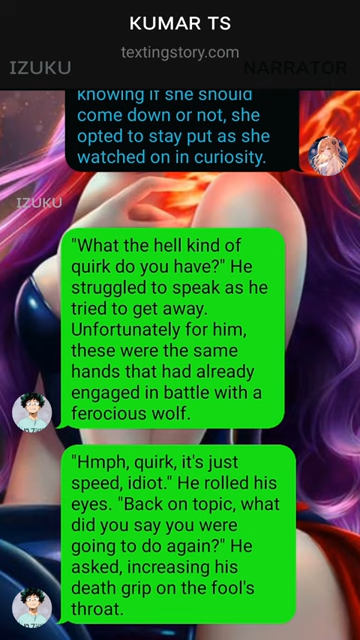 KUMAR TS
textingstory.com
IZUKU
NARRATOR
knowing if she should
come down or not, she
opted to stay put as she
watched on in curiosity.
IZUKU
"What the hell kind of
quirk do you have?" He
struggled to speak as he
tried to get away.
Unfortunately for him,
these were the same
hands that had already
engaged in battle with a
ferocious wolf.
"Hmph, quirk, it's just
speed, idiot." He rolled his
eyes. "Back on topic, what
did you say you were
going to do again?" He
asked, increasing his
death grip on the fool's
throat.